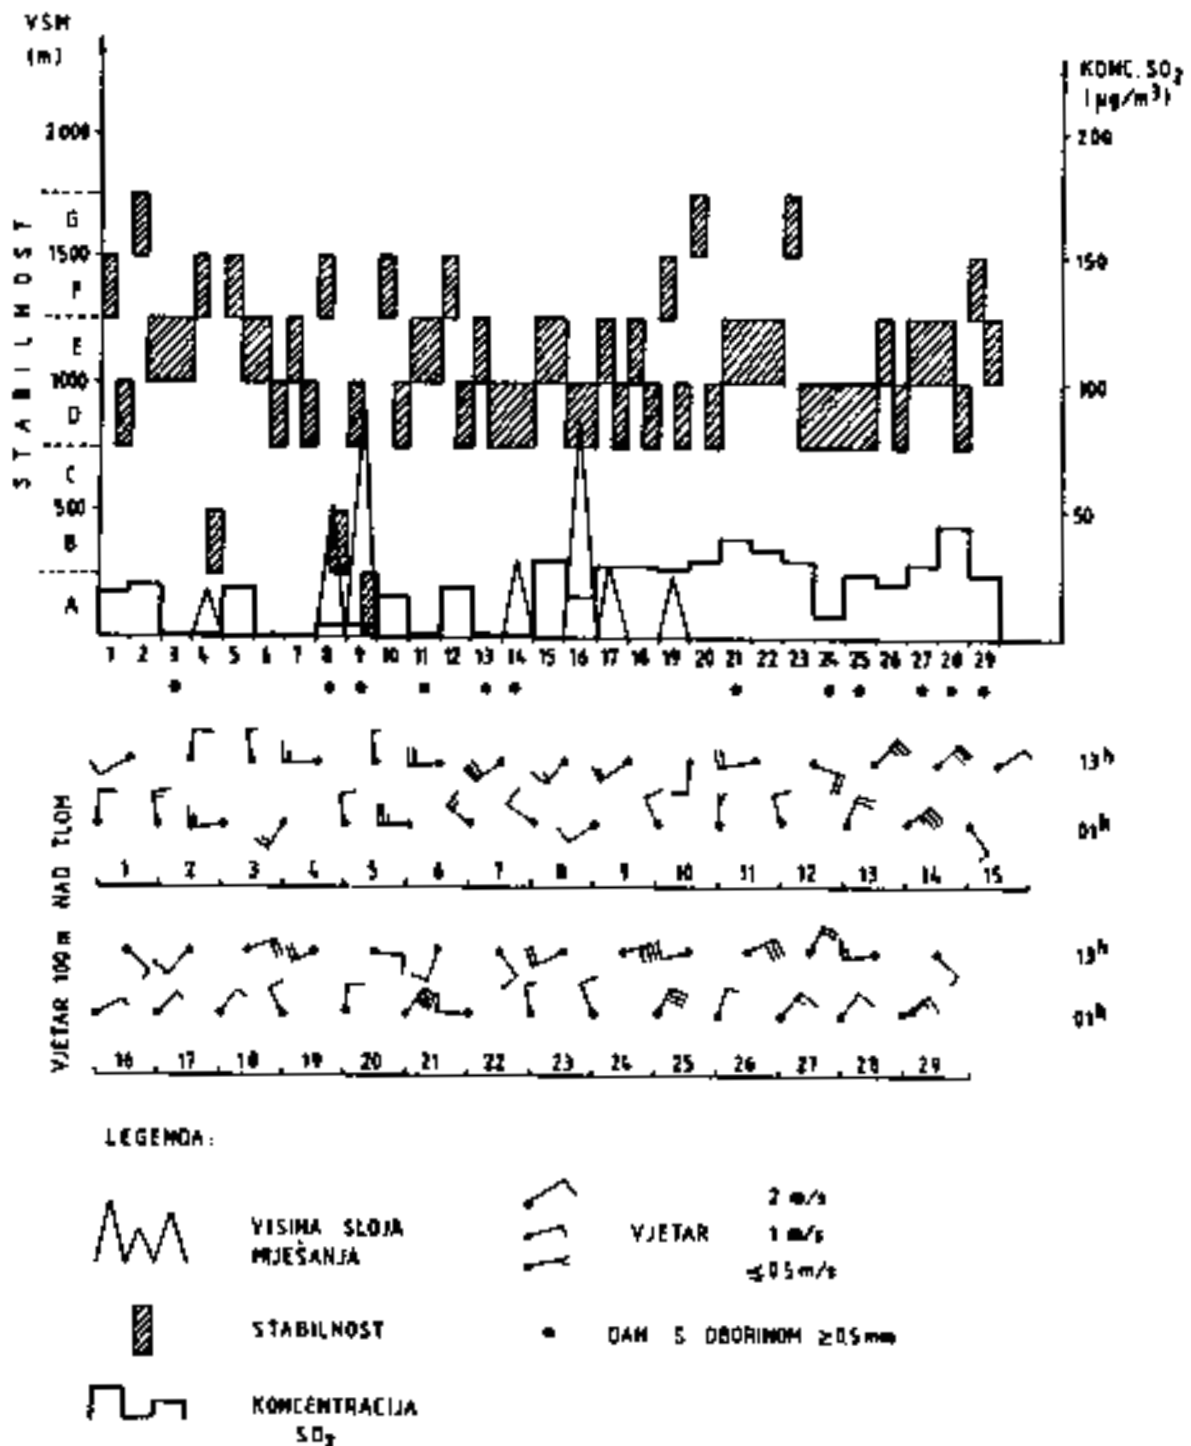 VŠM
(m)
KONC. SO₂
(µg/m³)
2000
200
G
1500
150
F
E
1000
100
D
C
500
50
B
A
STABILNOST
1 2 3 4 5 6 7 8 9 10 11 12 13 14 15 16 17 18 19 20 21 22 23 24 25 26 27 28 29
13h
01h
1 2 3 4 5 6 7 8 9 10 11 12 13 14 15
VJETAR 100m NAD TLOM
13h
01h
16 17 18 19 20 21 22 23 24 25 26 27 28 29
LEGENDA:
VISINA SLOJA
MIJEŠANJA
VJETAR
2 m/s
1 m/s
≤ 0.5 m/s
STABILNOST
DAN S OBORINOM ≥ 0.5 mm
KONCENTRACIJA
SO₂